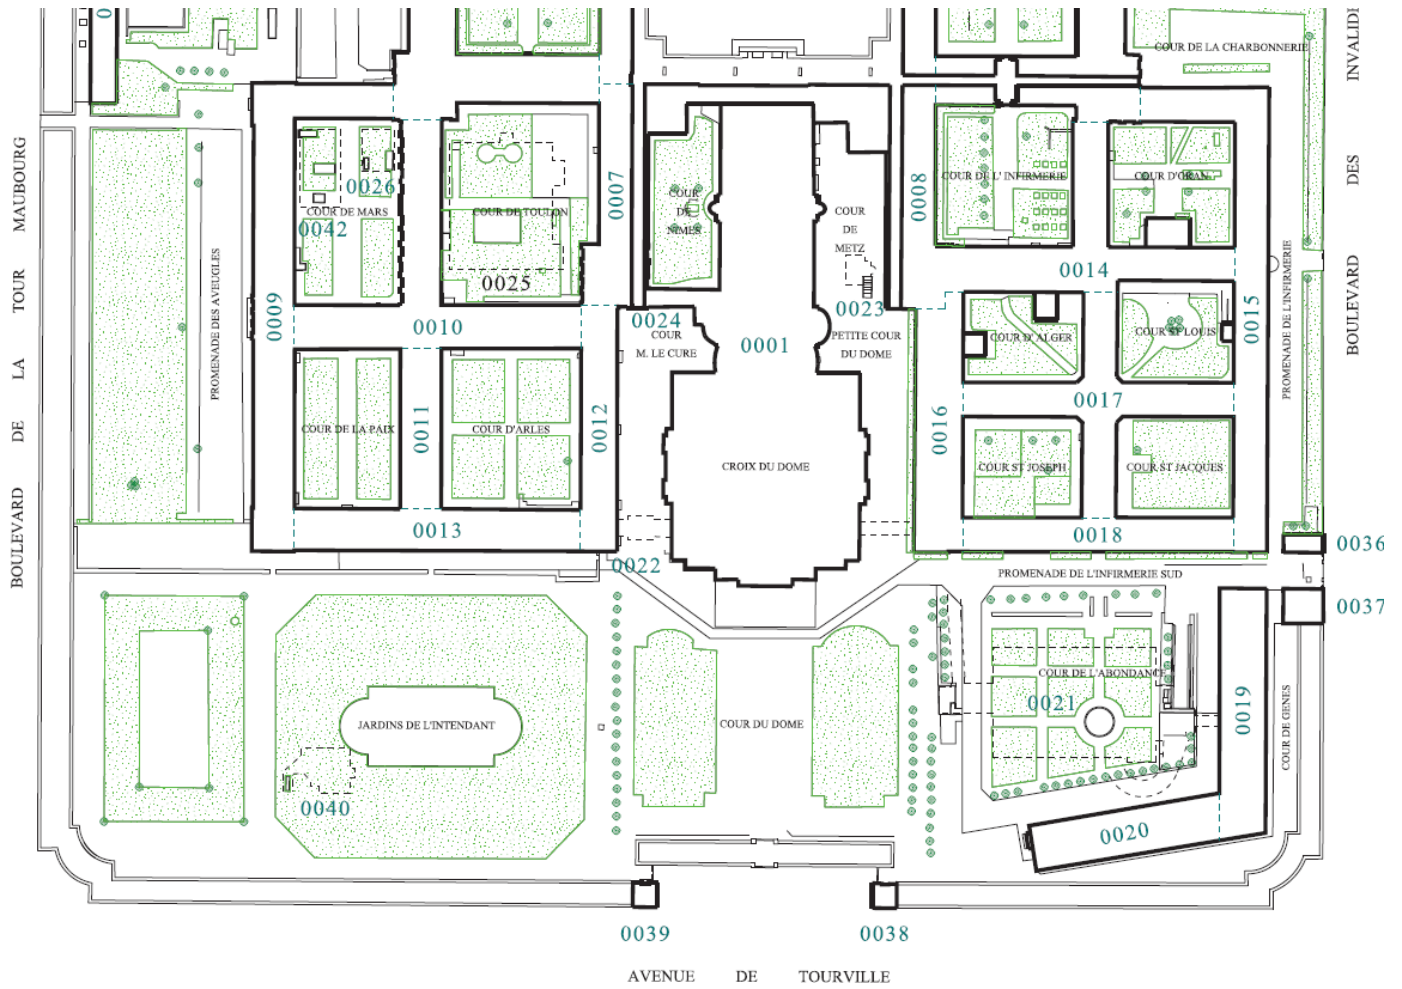 0
COUR DE LA CHARBONNERIE
INVALIDI
DES
BOULEVARD
BOULEVARD DE LA TOUR MAUBOURG
PROMENADE DES AVEUGLES
0026
COUR DE MARS
0042
COUR DE TOULON
0025
0007
COUR
DE
NIMES
COUR
DE
METZ
0008
COUR DE L' INFIRMERIE
COUR D'ORAN
0014
0015
PROMENADE DE L'INFIRMERIE
0009
0010
0024
COUR
M. LE CURE
0001
0023
PETITE COUR
DU DOME
COUR D' ALGER
COUR ST LOUIS
0017
0016
COUR DE LA PAIX
0011
COUR D'ARLES
0012
CROIX DU DOME
COUR ST JOSEPH
COUR ST JACQUES
0013
0018
0022
0036
PROMENADE DE L'INFIRMERIE SUD
0037
JARDINS DE L'INTENDANT
0040
COUR DU DOME
COUR DE L'ABONDANCE
0021
0019
COUR DE GENES
0020
0039
0038
AVENUE DE TOURVILLE